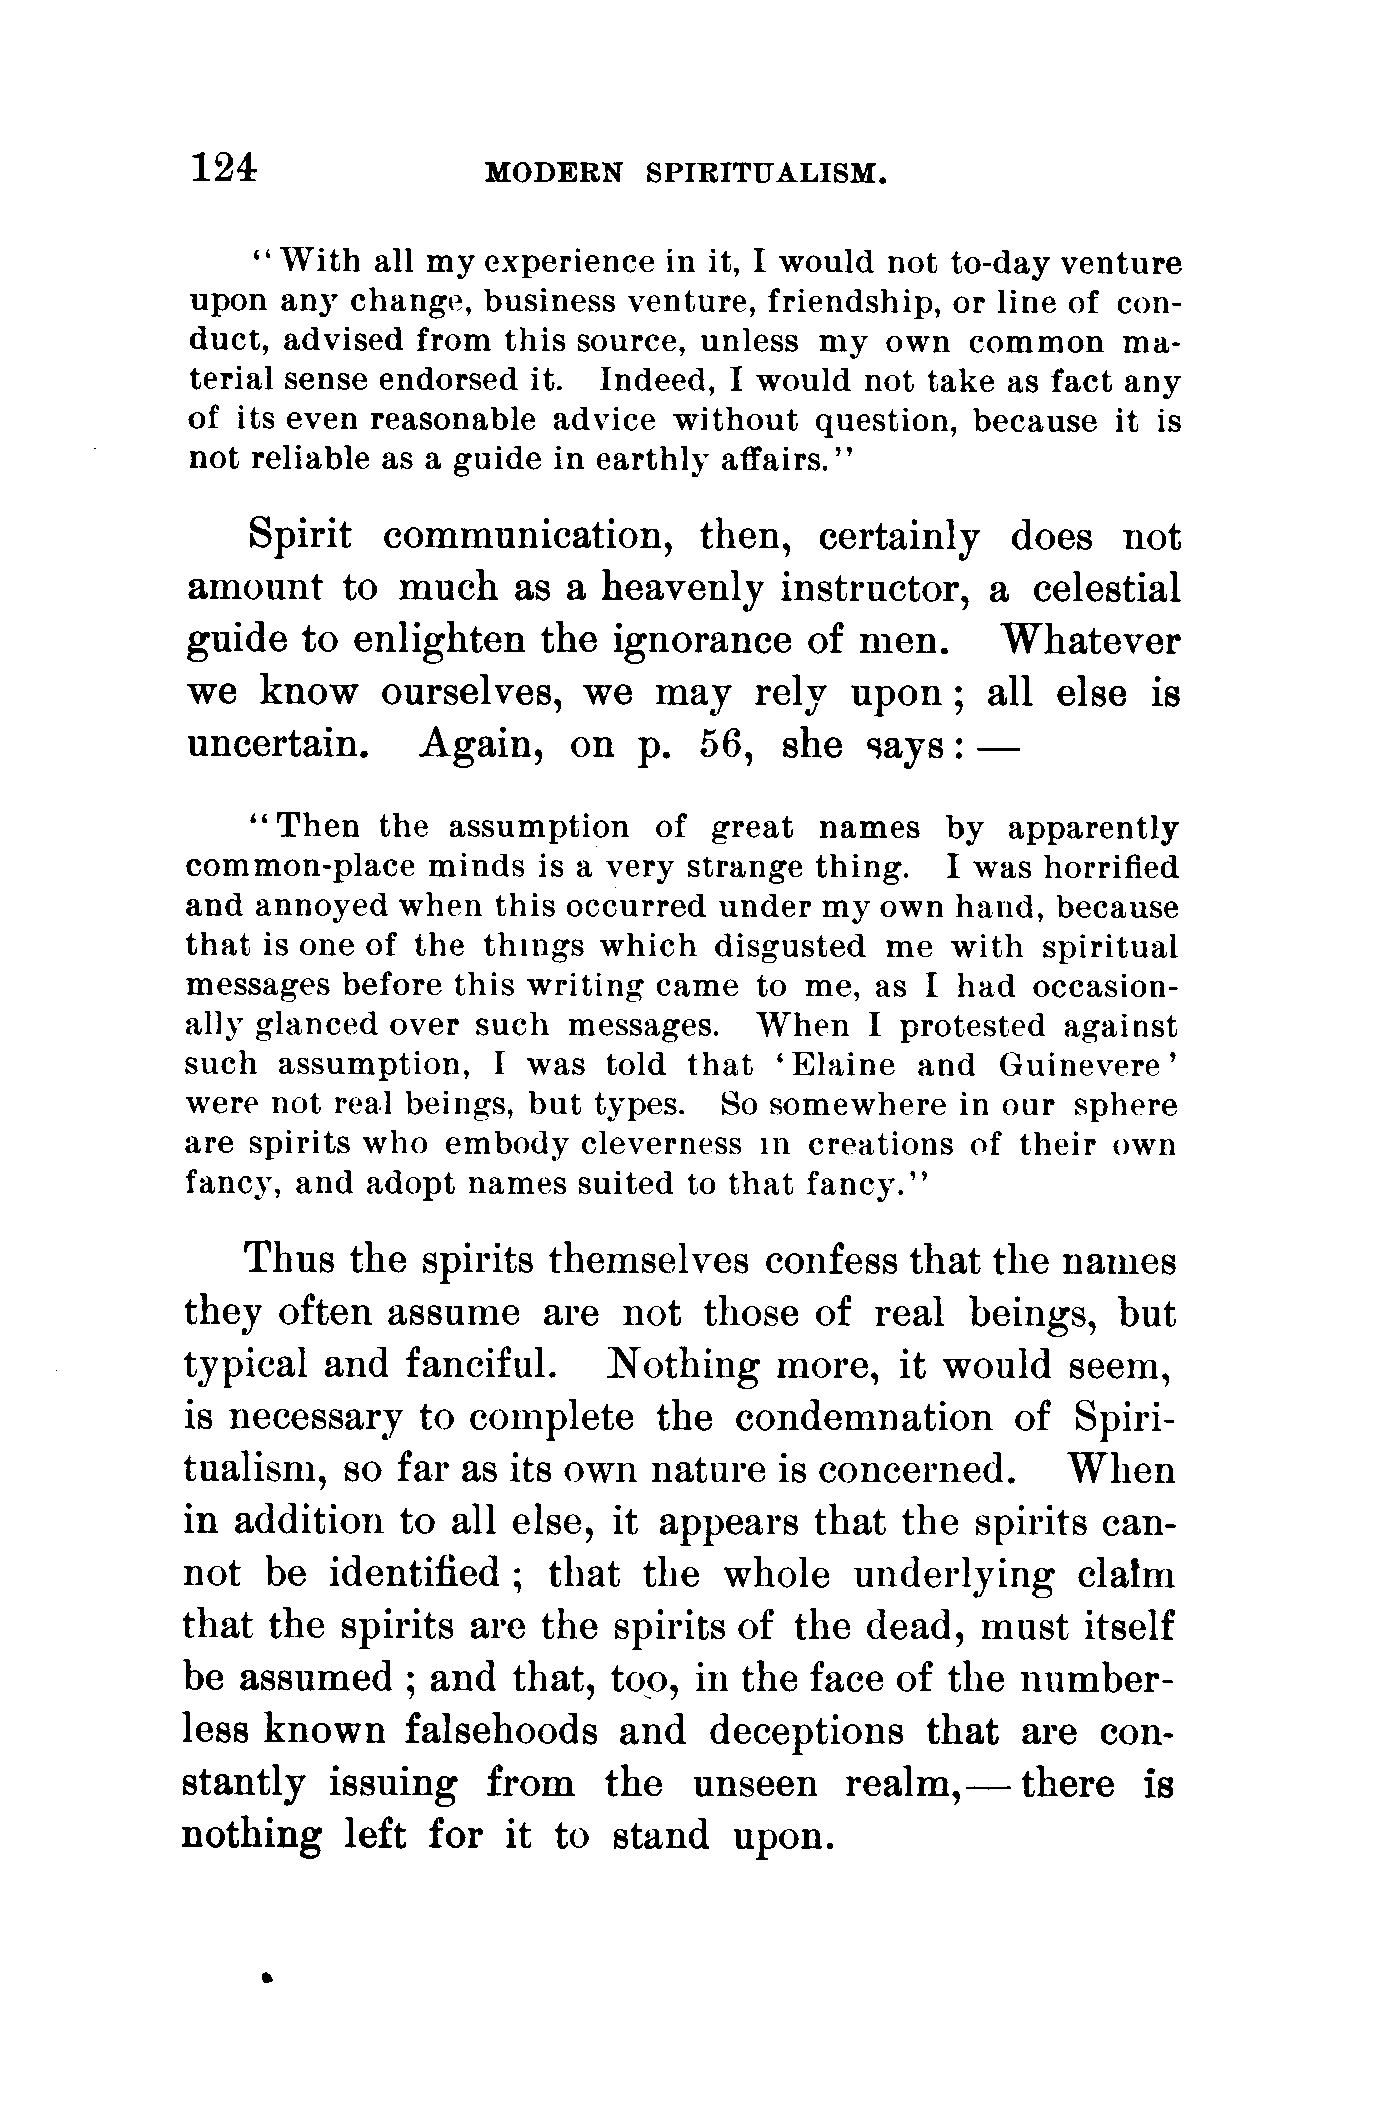 124 MODERN SPIRITUALISM.
"With all my experience in it, I would not to-day venture
upon any change, business venture, friendship, or line of con-
duct, advised from this source, unless my own common ma-
terial sense endorsed it. Indeed, I would not take as fact any
of its even reasonable advice without question, because it is
not reliable as a guide in earthly affairs."
Spirit communication, then, certainly does not
amount to much as a heavenly instructor, a celestial
guide to enlighten the ignorance of men. Whatever
we know ourselves, we may rely upon; all else is
uncertain. Again, on p. 56, she says: —
"Then the assumption of great names by apparently
common-place minds is a very strange thing. I was horrified
and annoyed when this occurred under my own hand, because
that is one of the things which disgusted me with spiritual
messages before this writing came to me, as I had occasion-
ally glanced over such messages. When I protested against
such assumption, I was told that 'Elaine and Guinevere'
were not real beings, but types. So somewhere in our sphere
are spirits who embody cleverness in creations of their own
fancy, and adopt names suited to that fancy."
Thus the spirits themselves confess that the names
they often assume are not those of real beings, but
typical and fanciful. Nothing more, it would seem,
is necessary to complete the condemnation of Spiri-
tualism, so far as its own nature is concerned. When
in addition to all else, it appears that the spirits can-
not be identified; that the whole underlying claim
that the spirits are the spirits of the dead, must itself
be assumed; and that, too, in the face of the number-
less known falsehoods and deceptions that are con-
stantly issuing from the unseen realm,— there is
nothing left for it to stand upon.